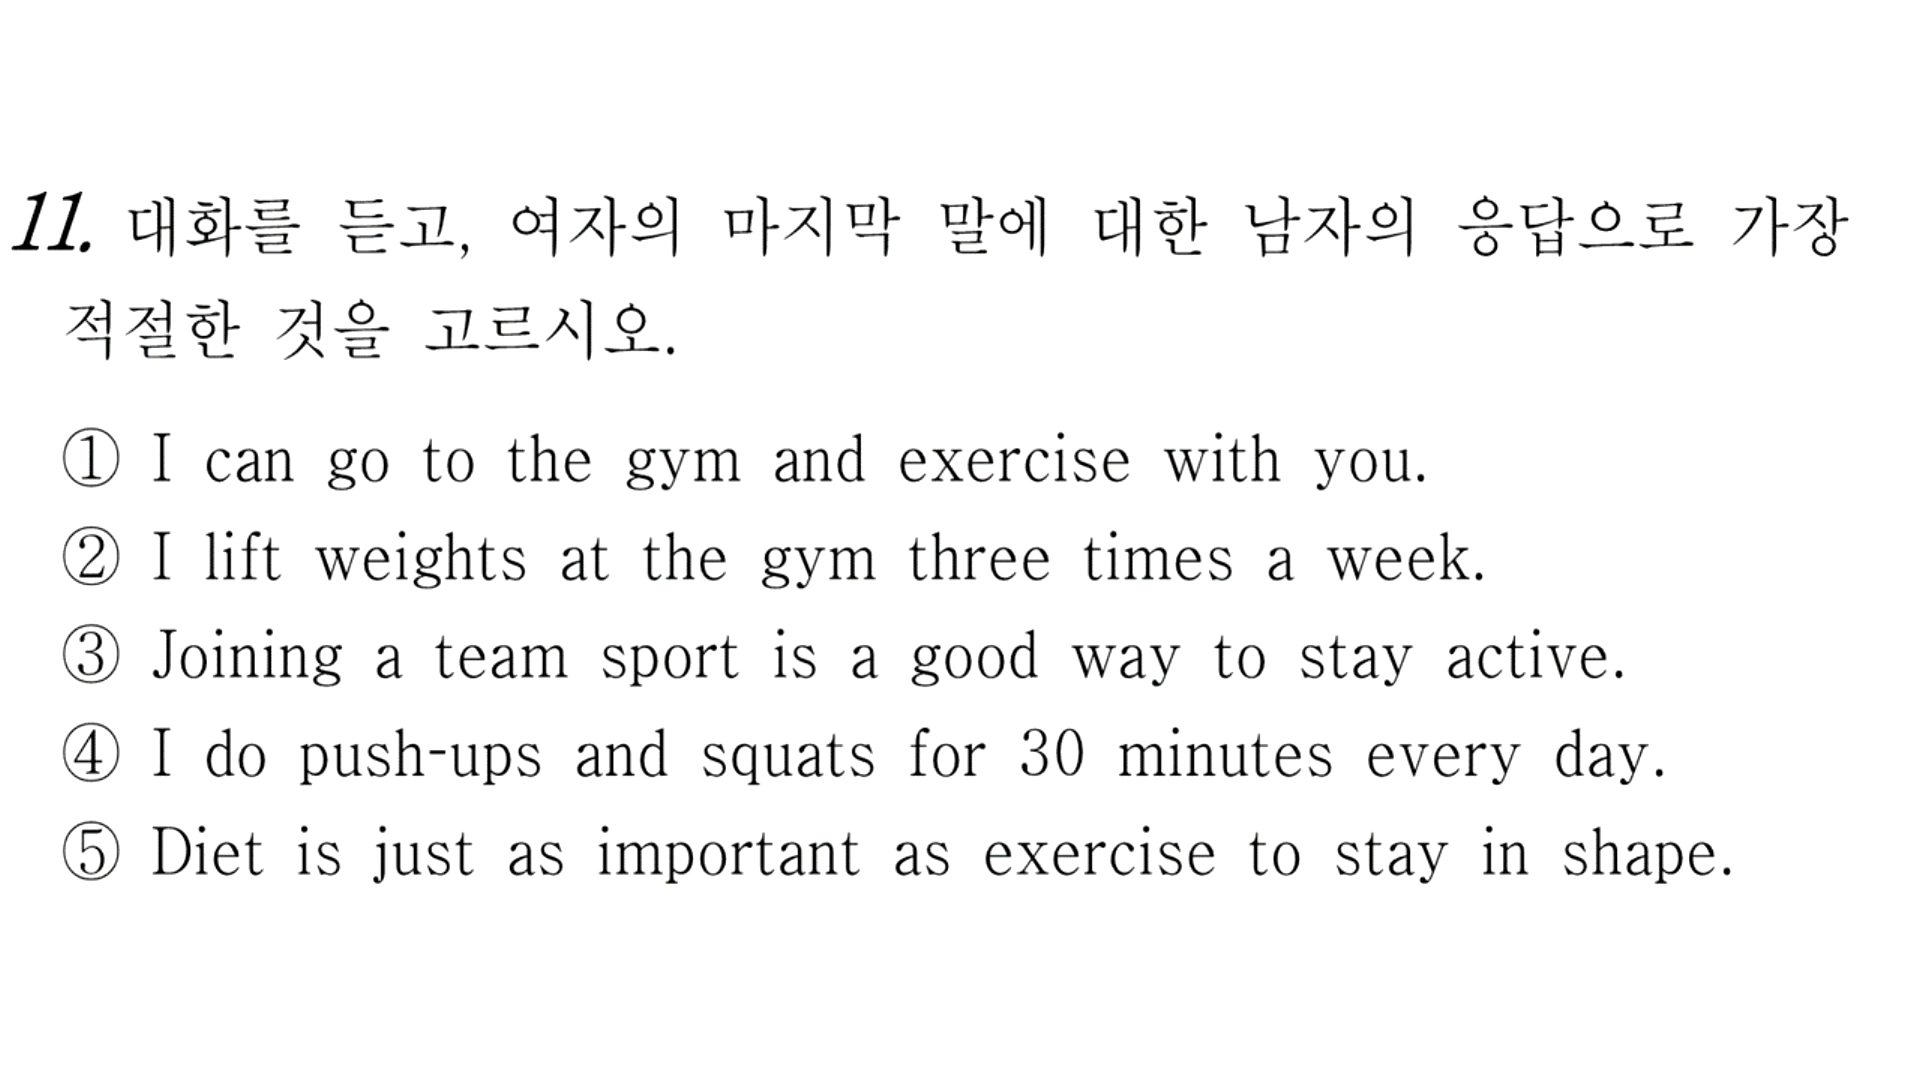 11. 대화를 듣고, 여자의 마지막 말에 대한 남자의 응답으로 가장
적절한 것을 고르시오.
① I can go to the gym and exercise with you.
② I lift weights at the gym three times a week.
③ Joining a team sport is a good way to stay active.
④ I do push-ups and squats for 30 minutes every day.
⑤ Diet is just as important as exercise to stay in shape.